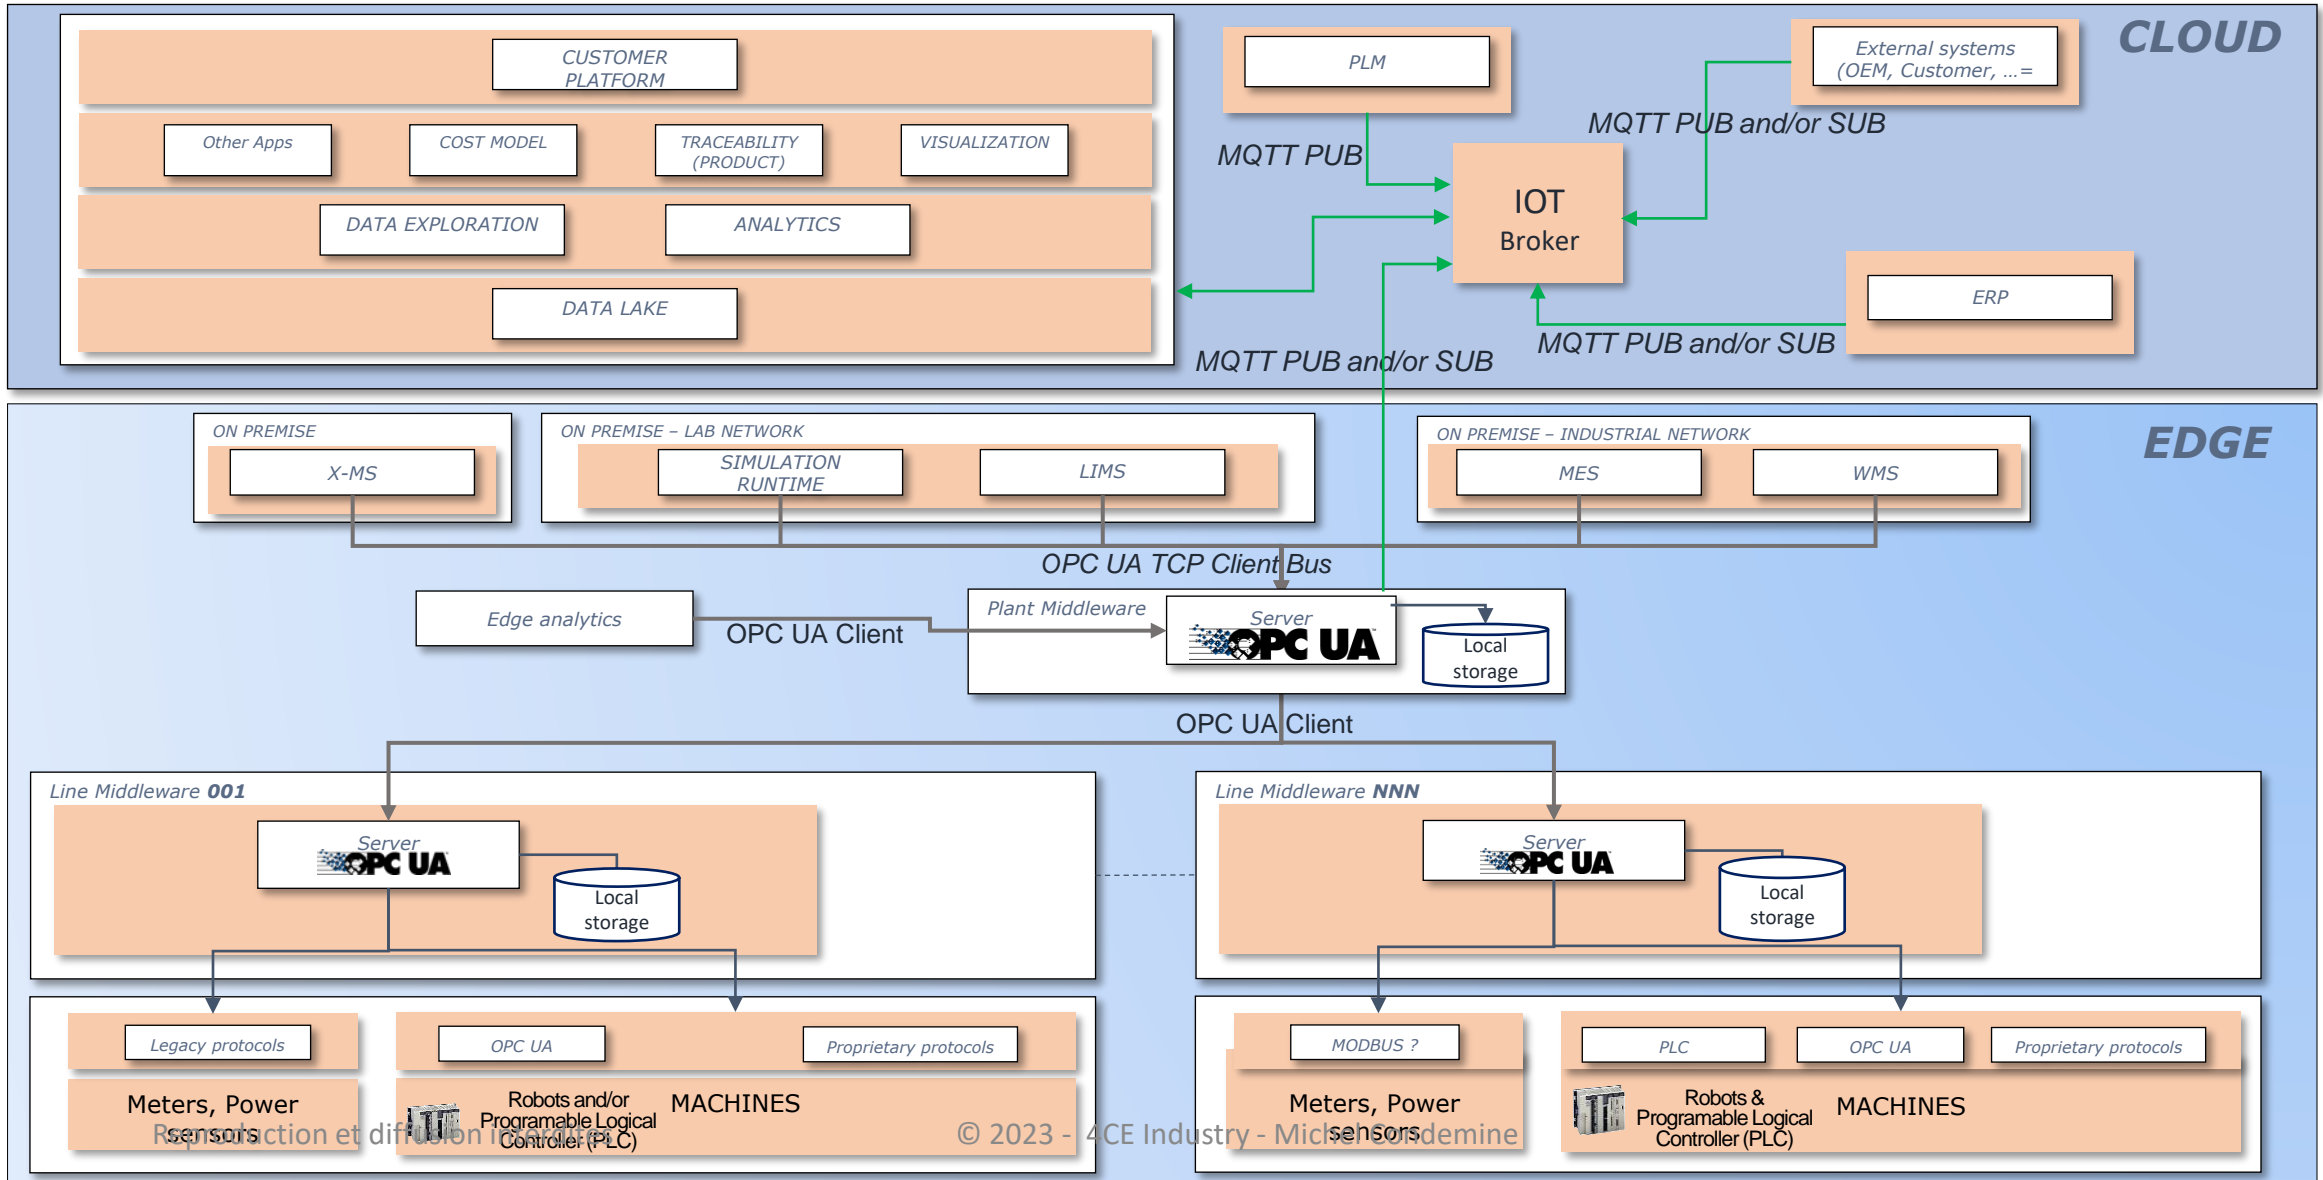 CLOUD
CUSTOMER
PLATFORM
Other Apps
COST MODEL
TRACEABILITY
(PRODUCT)
VISUALIZATION
DATA EXPLORATION
ANALYTICS
DATA LAKE
PLM
MQTT PUB
External systems
(OEM, Customer, ...=
MQTT PUB and/or SUB
IOT
Broker
ERP
MQTT PUB and/or SUB
MQTT PUB and/or SUB
EDGE
ON PREMISE
X-MS
ON PREMISE – LAB NETWORK
SIMULATION
RUNTIME
LIMS
ON PREMISE – INDUSTRIAL NETWORK
MES
WMS
OPC UA TCP Client Bus
Edge analytics
OPC UA Client
Plant Middleware
Server
OPC UA
Local
storage
OPC UA Client
Line Middleware 001
Server
OPC UA
Local
storage
Line Middleware NNN
Server
OPC UA
Local
storage
Legacy protocols
OPC UA
Proprietary protocols
Meters, Power
sensors
Robots and/or
Programable Logical
Controller (PLC)
MACHINES
MODBUS ?
PLC
OPC UA
Proprietary protocols
Meters, Power
sensors
Robots &
Programable Logical
Controller (PLC)
MACHINES
Reproduction et diffusion interdites
© 2023 - 4CE Industry - Michel Condemine